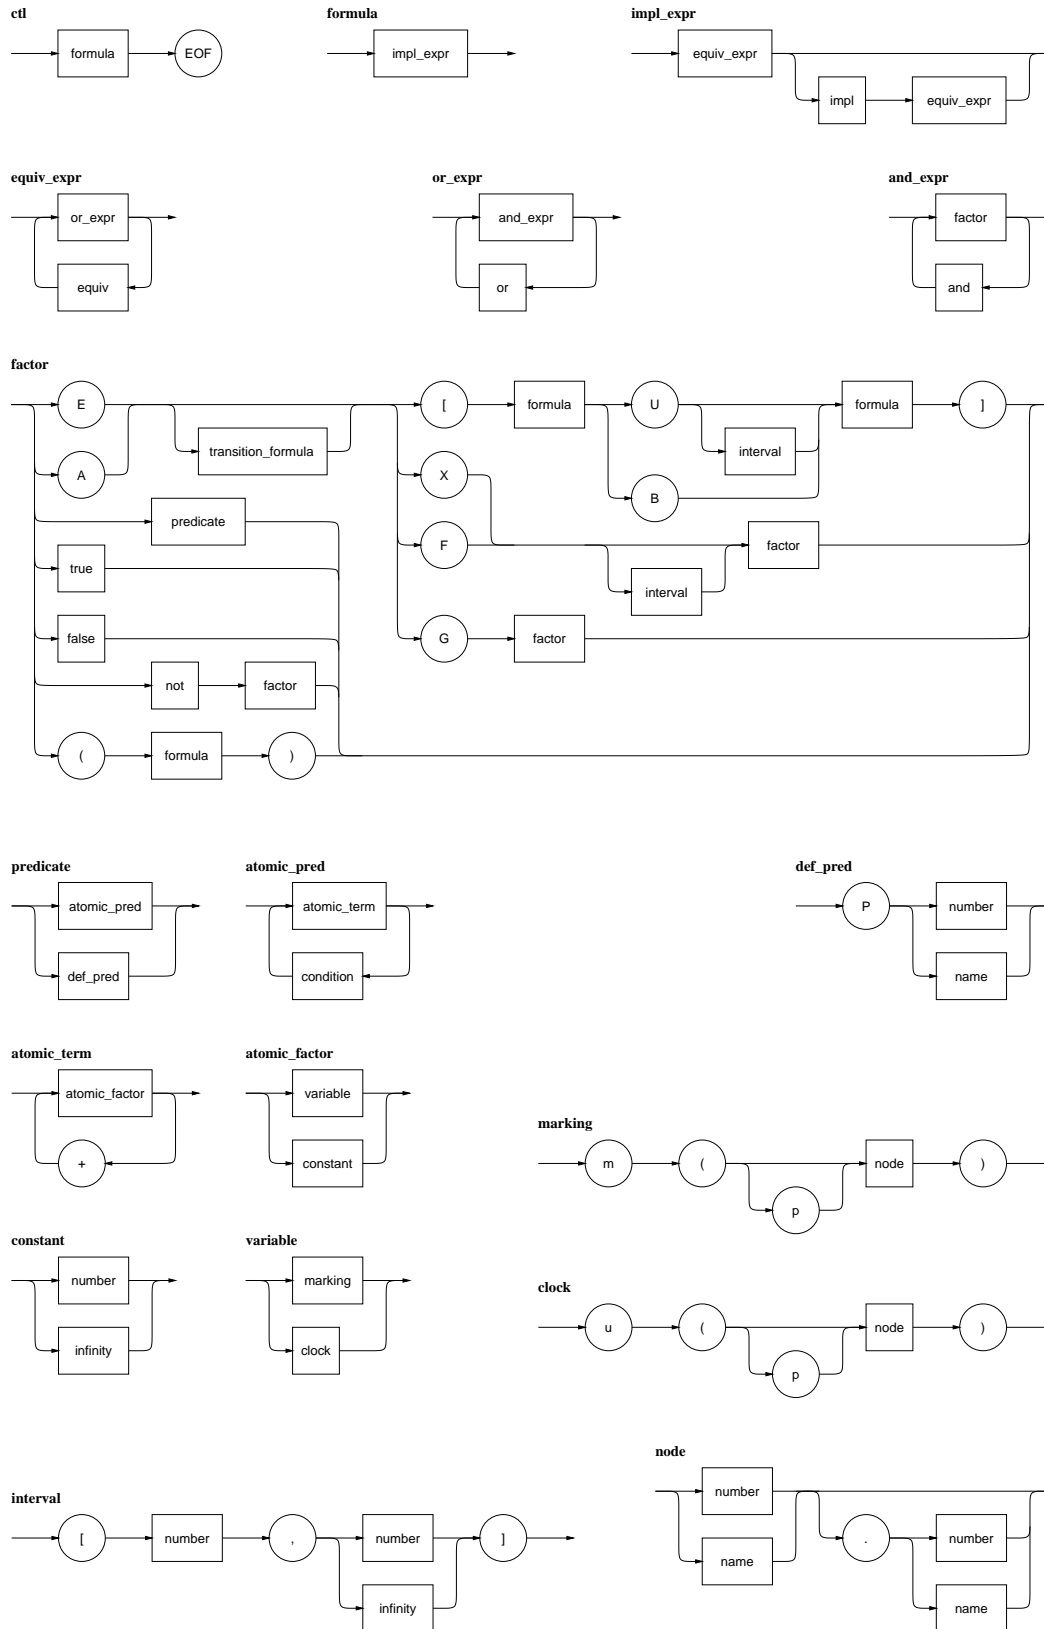 ctl
formula
impl_expr
formula EOF
impl_expr
equiv_expr
impl equiv_expr
equiv_expr
or_expr
and_expr
or_expr
and_expr
factor
equiv
or
and
factor
E [ formula U formula ]
A transition_formula X interval
predicate B
F factor
true interval
false G factor
not factor
( formula )
predicate
atomic_pred
def_pred
atomic_pred
atomic_term
P number
def_pred
condition
name
atomic_term
atomic_factor
atomic_factor
variable
marking
+
constant
m ( node )
p
constant
variable
number
marking
clock
infinity
clock
u ( node )
p
node
interval
number
[ number , number ]
name . number
infinity
name